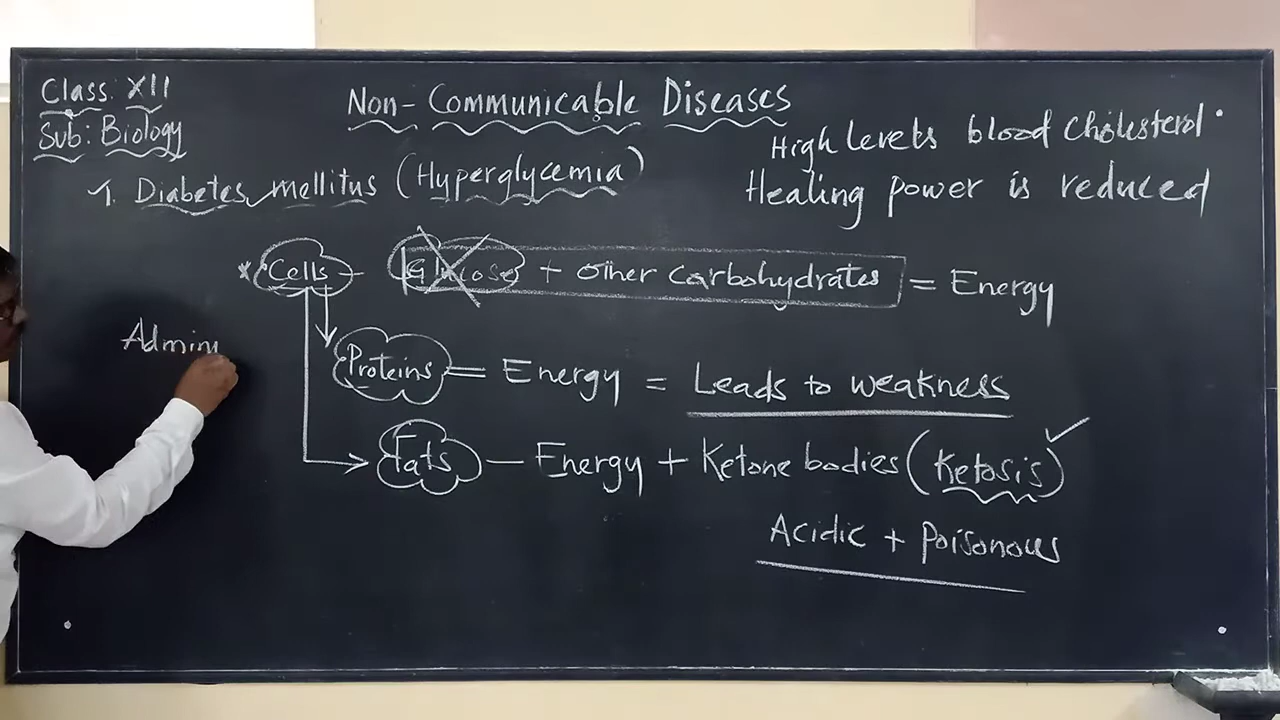 Class: XII
Sub: Biology
Non-Communicable Diseases
High levels blood cholesterol.
Healing power is reduced
1. Diabetes mellitus (Hyperglycemia)
* Cells - Glucose + other carbohydrates = Energy
Admini
Proteins = Energy = Leads to weakness
Fats - Energy + Ketone bodies (Ketosis) ✓
Acidic + Poisonous